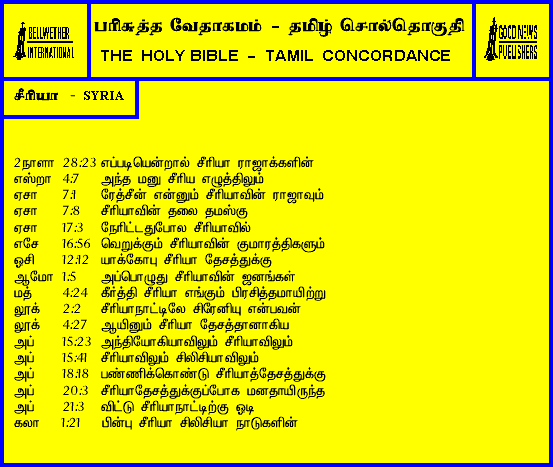 BELLWETHER INTERNATIONAL
பரிசுத்த வேதாகமம் - தமிழ் சொல்தொகுதி
THE HOLY BIBLE - TAMIL CONCORDANCE
GOOD NEWS PUBLISHERS
சீரியா - SYRIA
2நாளா 28:23 எப்படியென்றால் சீரியா ராஜாக்களின்
எஸ்றா 4:7 அந்த மனு சீரிய எழுத்திலும்
ஏசா 7:1 ரேத்சீன் என்னும் சீரியாவின் ராஜாவும்
ஏசா 7:8 சீரியாவின் தலை தமஸ்கு
ஏசா 17:3 நேரிட்டதுபோல சீரியாவில்
எசே 16:56 வெறுக்கும் சீரியாவின் குமாரத்திகளும்
ஓசி 12:12 யாக்கோபு சீரியா தேசத்துக்கு
ஆமோ 1:5 அப்பொழுது சீரியாவின் ஜனங்கள்
மத் 4:24 கீர்த்தி சீரியா எங்கும் பிரசித்தமாயிற்று
லூக் 2:2 சீரியாநாட்டிலே சிரேனியு என்பவன்
லூக் 4:27 ஆயினும் சீரியா தேசத்தானாகிய
அப் 15:23 அந்தியோகியாவிலும் சீரியாவிலும்
அப் 15:41 சீரியாவிலும் சிலிசியாவிலும்
அப் 18:18 பண்ணிக்கொண்டு சீரியாத்தேசத்துக்கு
அப் 20:3 சீரியாதேசத்துக்குப்போக மனதாயிருந்த
அப் 21:3 விட்டு சீரியாநாட்டிற்கு ஓடி
கலா 1:21 பின்பு சீரியா சிலிசியா நாடுகளின்